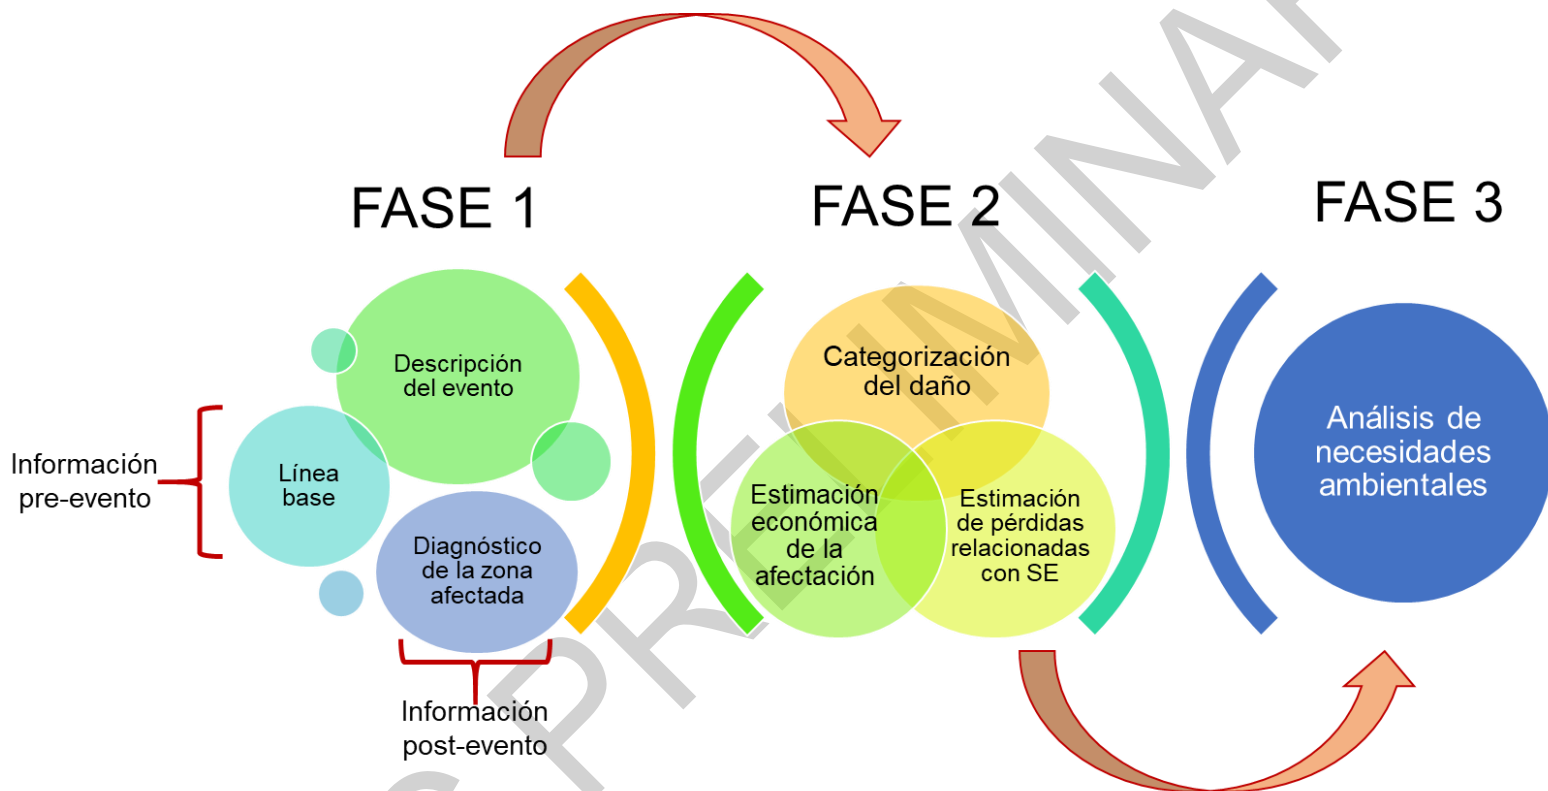 FASE 1
FASE 2
FASE 3
Descripción
del evento
Línea
base
Información
pre-evento
Diagnóstico
de la zona
afectada
Información
post-evento
Categorización
del daño
Estimación
económica
de la
afectación
Estimación
de pérdidas
relacionadas
con SE
Análisis de
necesidades
ambientales